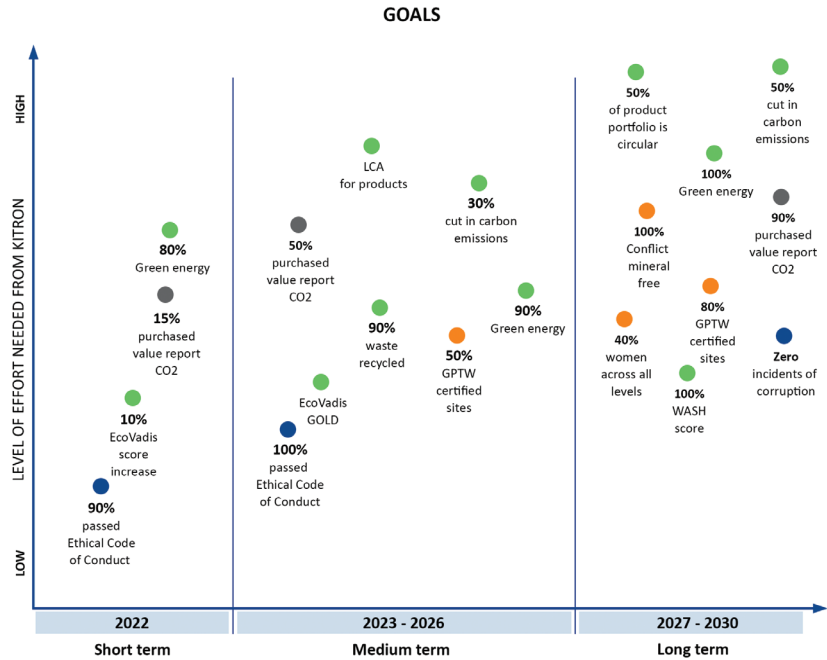 GOALS
LEVEL OF EFFORT NEEDED FROM KITRON
HIGH
LOW
80%
Green energy
15%
purchased
value report
CO2
10%
EcoVadis
score
increase
90%
passed
Ethical Code
of Conduct
LCA
for products
30%
cut in carbon
emissions
50%
purchased
value report
CO2
90%
Green energy
90%
waste
recycled
50%
GPTW
certified
sites
EcoVadis
GOLD
100%
passed
Ethical Code
of Conduct
50%
of product
portfolio is
circular
50%
cut in
carbon
emissions
100%
Green energy
90%
purchased
value report
CO2
100%
Conflict
mineral
free
80%
GPTW
certified
sites
40%
women
across all
levels
Zero
incidents of
corruption
100%
WASH
score
2022
2023 - 2026
2027 - 2030
Short term
Medium term
Long term